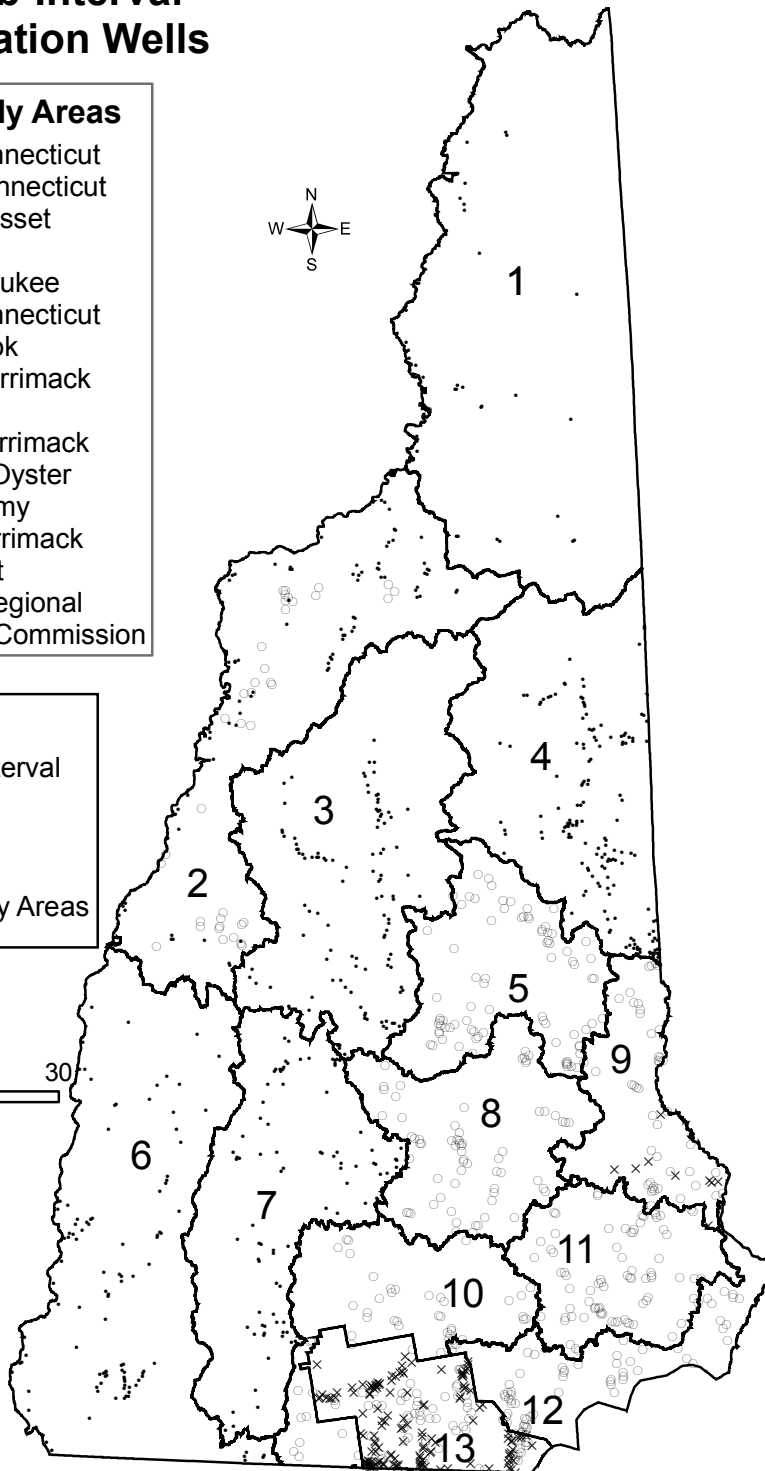 Interval
ation Wells
y Areas
nnecticut
nnecticut
sset
ukee
nnecticut
ok
rrimack
rrimack
Oyster
my
rrimack
t
egional
Commission
N
W E
S
erval
y Areas
30
1
2
3
4
5
6
7
8
9
10
11
12
13